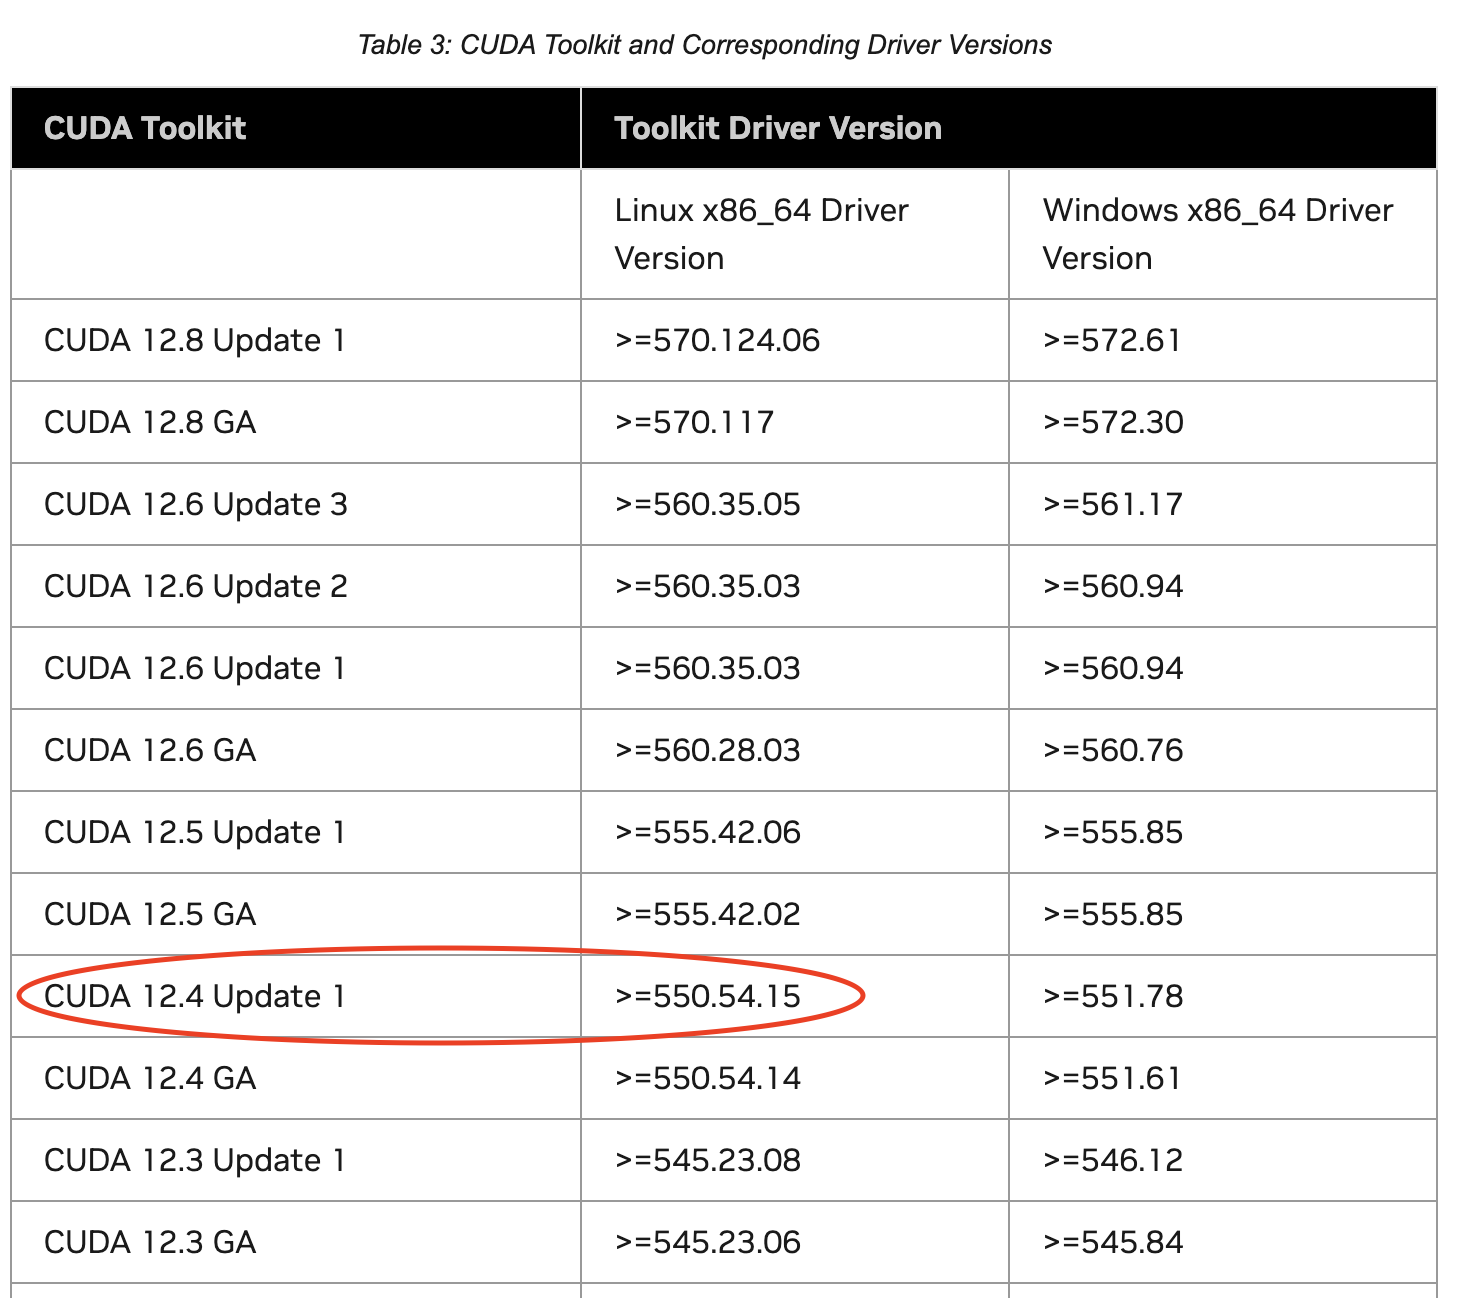 Table 3: CUDA Toolkit and Corresponding Driver Versions
CUDA Toolkit Toolkit Driver Version
Linux x86_64 Driver Version Windows x86_64 Driver Version
CUDA 12.8 Update 1 >=570.124.06 >=572.61
CUDA 12.8 GA >=570.117 >=572.30
CUDA 12.6 Update 3 >=560.35.05 >=561.17
CUDA 12.6 Update 2 >=560.35.03 >=560.94
CUDA 12.6 Update 1 >=560.35.03 >=560.94
CUDA 12.6 GA >=560.28.03 >=560.76
CUDA 12.5 Update 1 >=555.42.06 >=555.85
CUDA 12.5 GA >=555.42.02 >=555.85
CUDA 12.4 Update 1 >=550.54.15 >=551.78
CUDA 12.4 GA >=550.54.14 >=551.61
CUDA 12.3 Update 1 >=545.23.08 >=546.12
CUDA 12.3 GA >=545.23.06 >=545.84